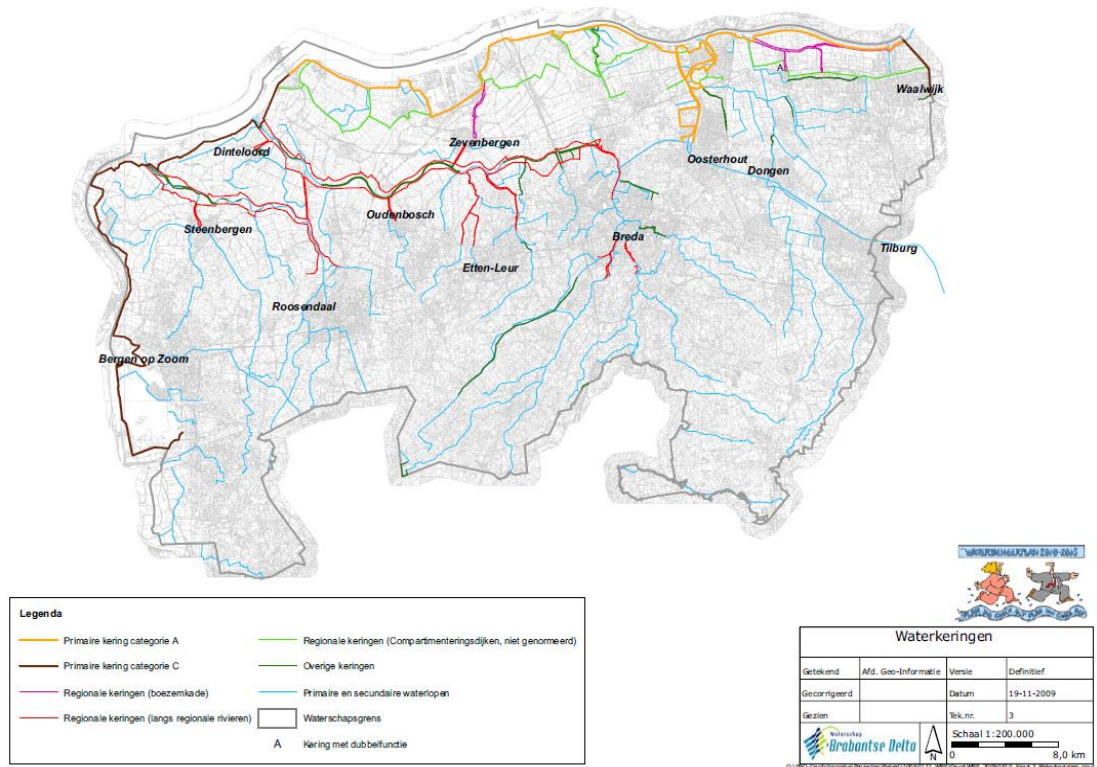 Waalwijk
Dinteloord
Zevenbergen
Oosterhout
Dongen
Oudenbosch
Steenbergen
Breda
Tilburg
Etten-Leur
Roosendaal
Bergen op Zoom
A
WATERBEHEERPLAN 2010-2015
Legenda
Primaire kering categorie A
Primaire kering categorie C
Regionale keringen (boezemkade)
Regionale keringen (langs regionale rivieren)
Regionale keringen (Compartimenteringsdijken, niet genormeerd)
Overige keringen
Primaire en secundaire waterlopen
Waterschapsgrens
A Kering met dubbelfunctie
Waterkeringen
Getekend Afd. Geo-Informatie Versie Definitief
Gecorrigeerd Datum 19-11-2009
Gezien Tek.nr. 3
Waterschap
Brabantse Delta
N
Schaal 1:200.000
0 8,0 km